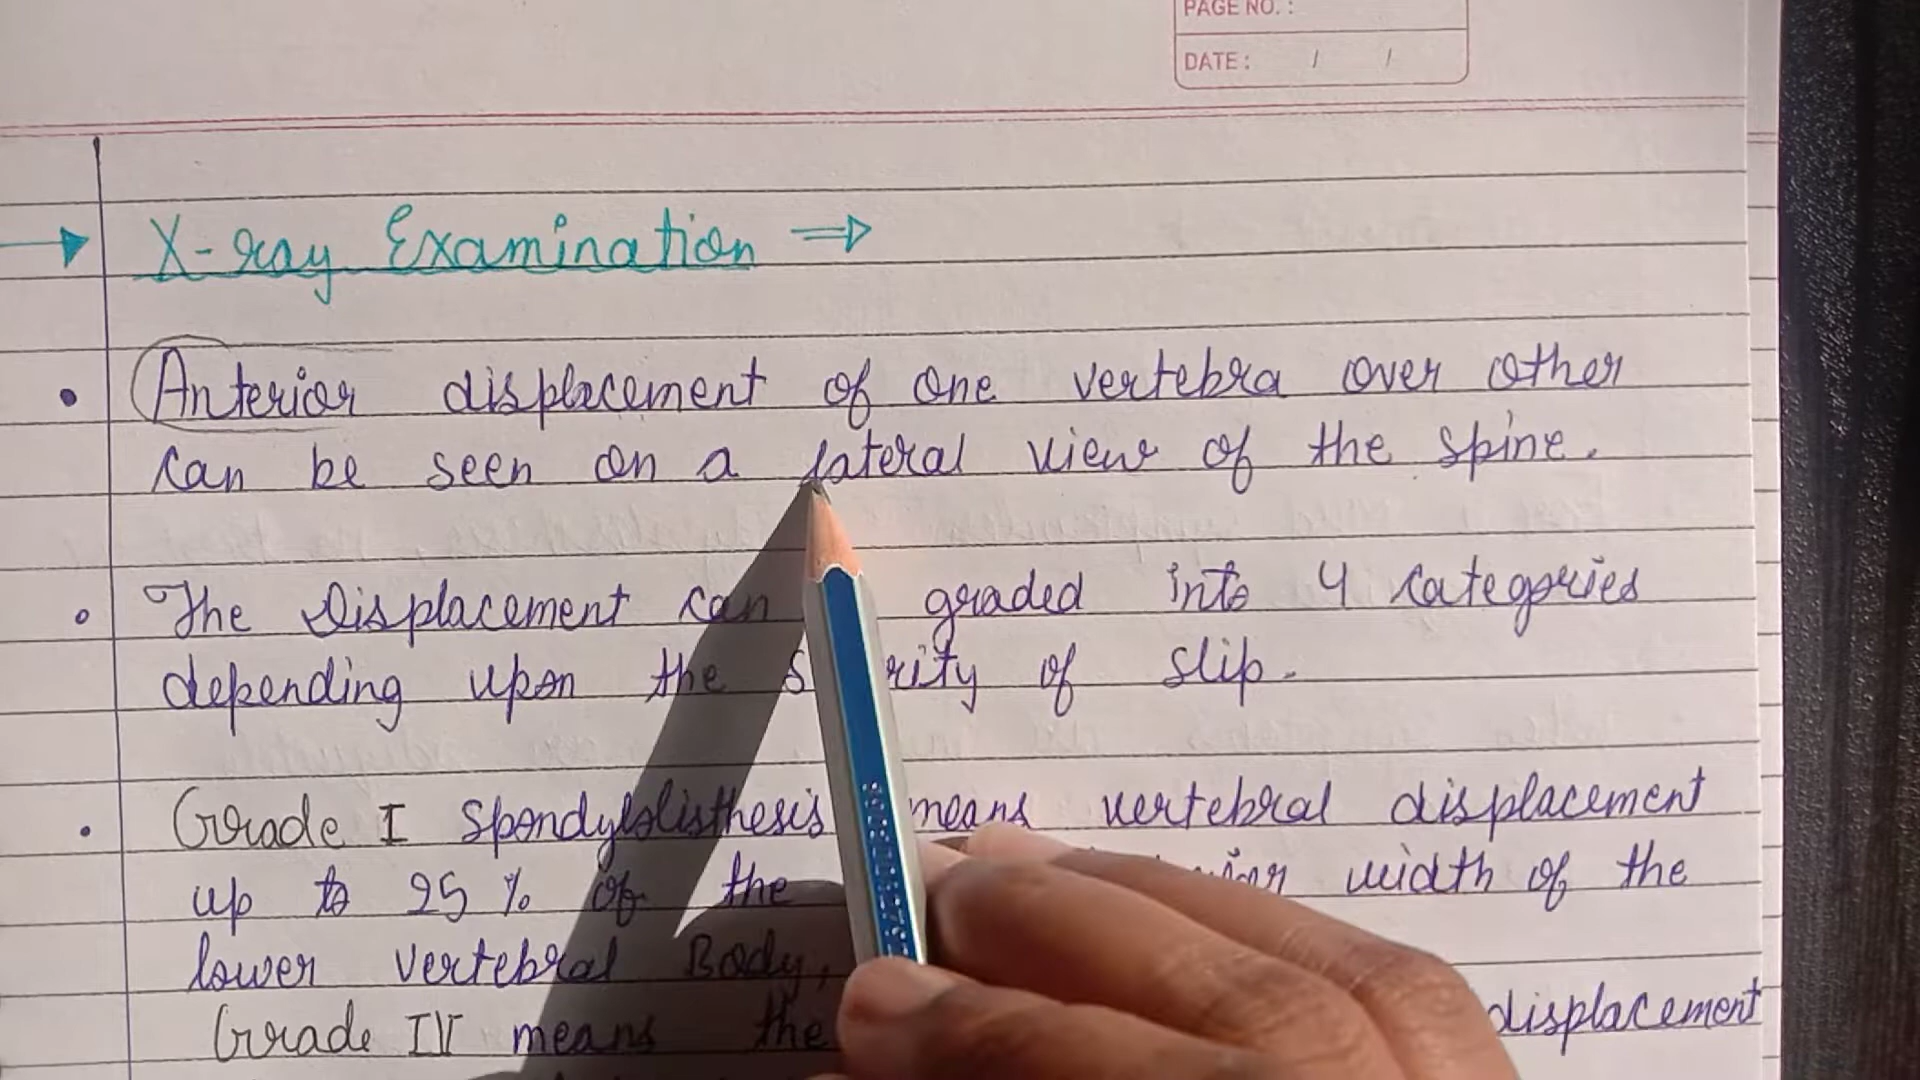 PAGE NO. :
DATE : / /
X-ray Examination ⇒
• Anterior displacement of one vertebra over other
can be seen on a lateral view of the spine.
• The Displacement can graded into 4 categories
depending upon the of slip.
• Grade I spondylolisthesis means vertebral displacement
up to 25 % of the width of the
lower vertebral Body,
Grade IV means the displacement